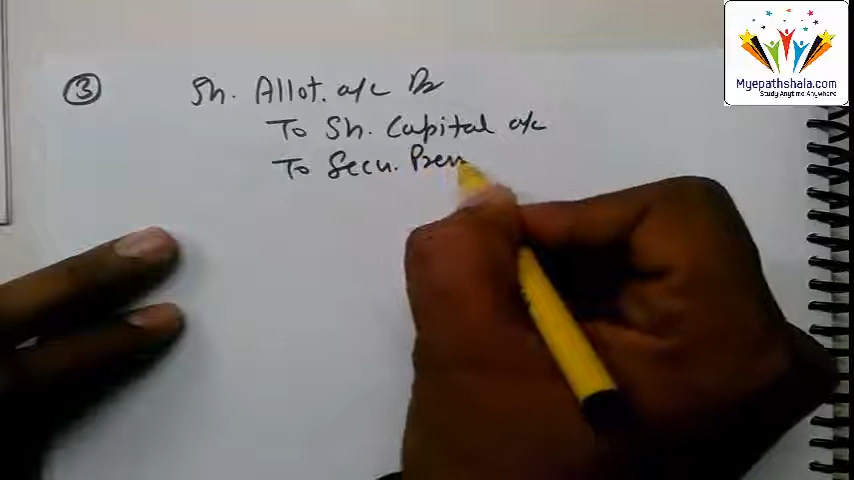 Myepathshala.com
Study Anytime Anywhere
3 Sh. Allot. a/c Dr
To Sh. Capital a/c
To Secu. Prem